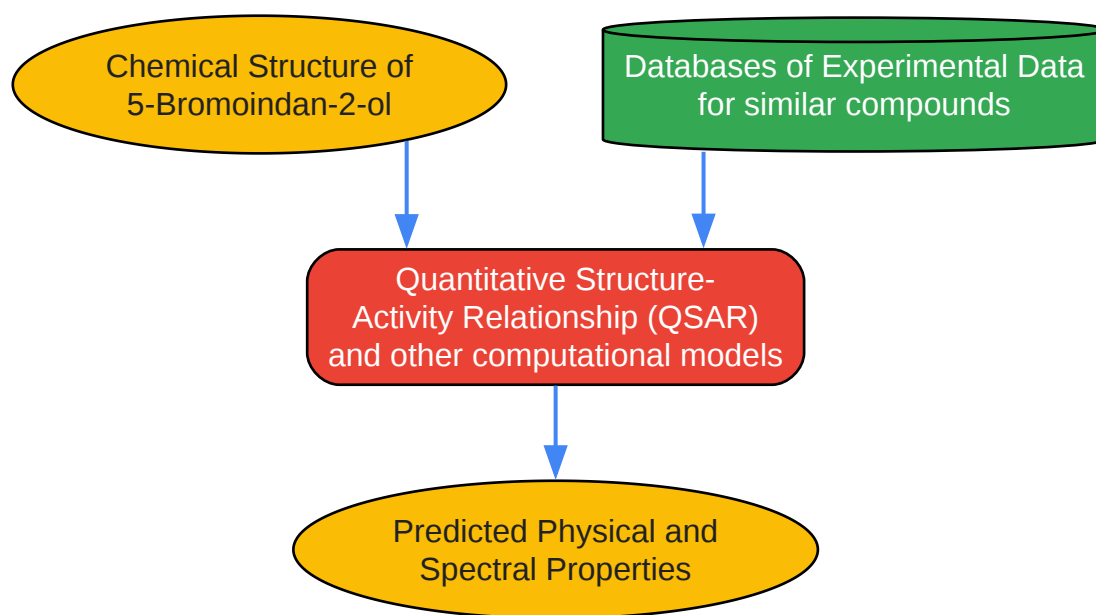 Chemical Structure of
5-Bromoindan-2-ol
Databases of Experimental Data
for similar compounds
Quantitative Structure-
Activity Relationship (QSAR)
and other computational models
Predicted Physical and
Spectral Properties